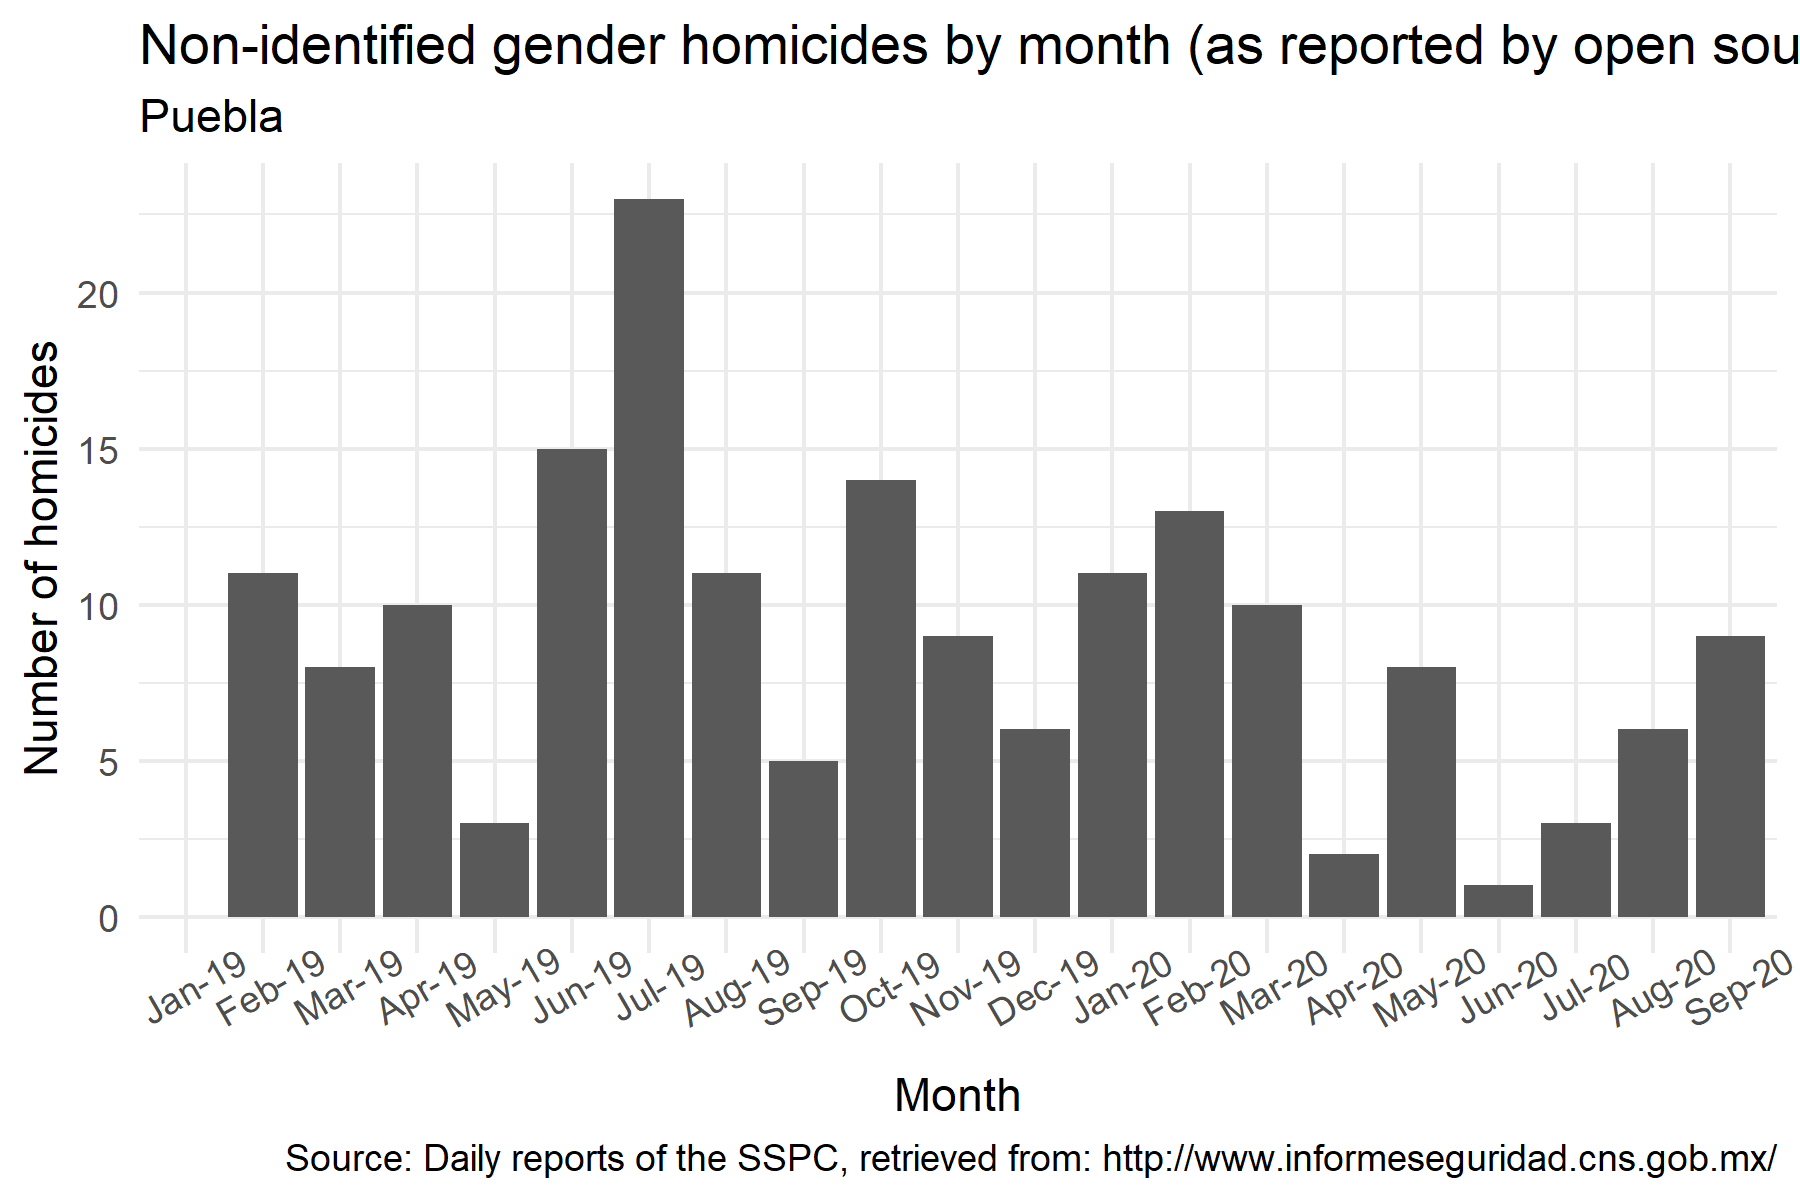 Non-identified gender homicides by month (as reported by open sou
Puebla
Number of homicides
20
15
10
5
0
Jan-19
Feb-19
Mar-19
Apr-19
May-19
Jun-19
Jul-19
Aug-19
Sep-19
Oct-19
Nov-19
Dec-19
Jan-20
Feb-20
Mar-20
Apr-20
May-20
Jun-20
Jul-20
Aug-20
Sep-20
Month
Source: Daily reports of the SSPC, retrieved from: http://www.informeseguridad.cns.gob.mx/